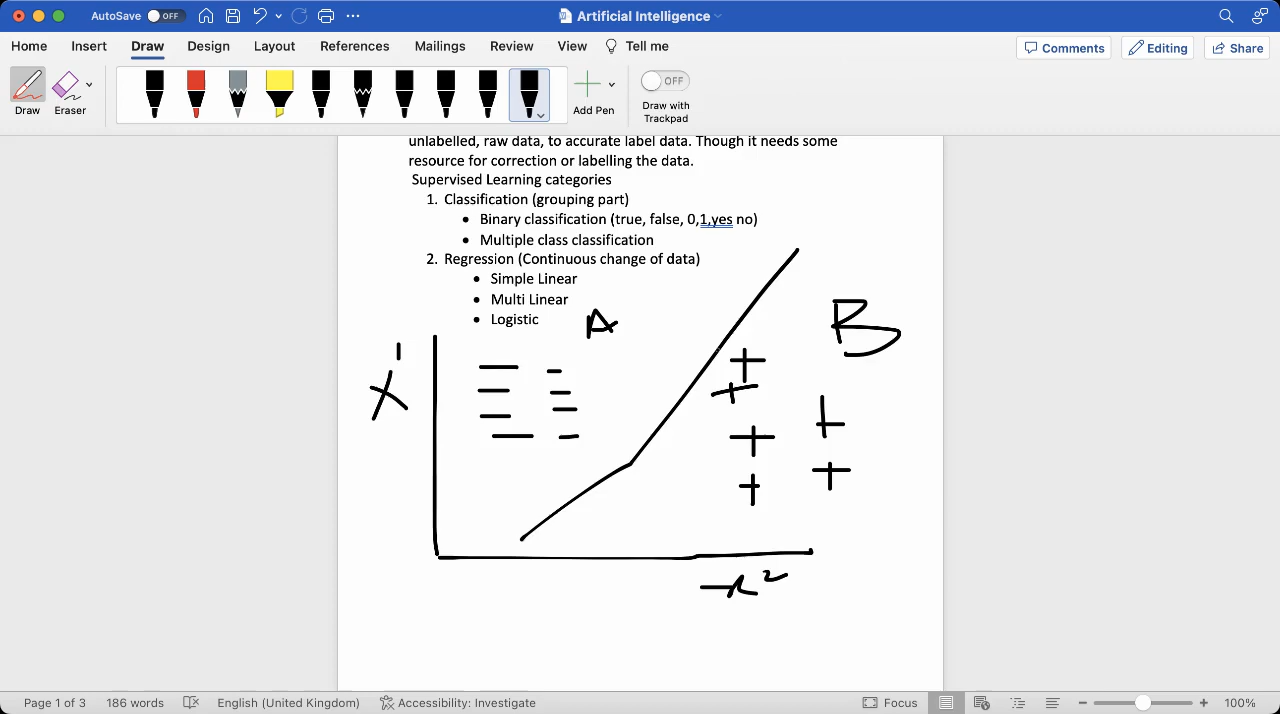 AutoSave OFF Artificial Intelligence
Home Insert Draw Design Layout References Mailings Review View Tell me Comments Editing Share
Draw Eraser Add Pen OFF Draw with Trackpad
unlabelled, raw data, to accurate label data. Though it needs some
resource for correction or labelling the data.
Supervised Learning categories
1. Classification (grouping part)
• Binary classification (true, false, 0,1,yes no)
• Multiple class classification
2. Regression (Continuous change of data)
• Simple Linear
• Multi Linear
• Logistic
A
B
X1
x2
Page 1 of 3 186 words English (United Kingdom) Accessibility: Investigate Focus 100%